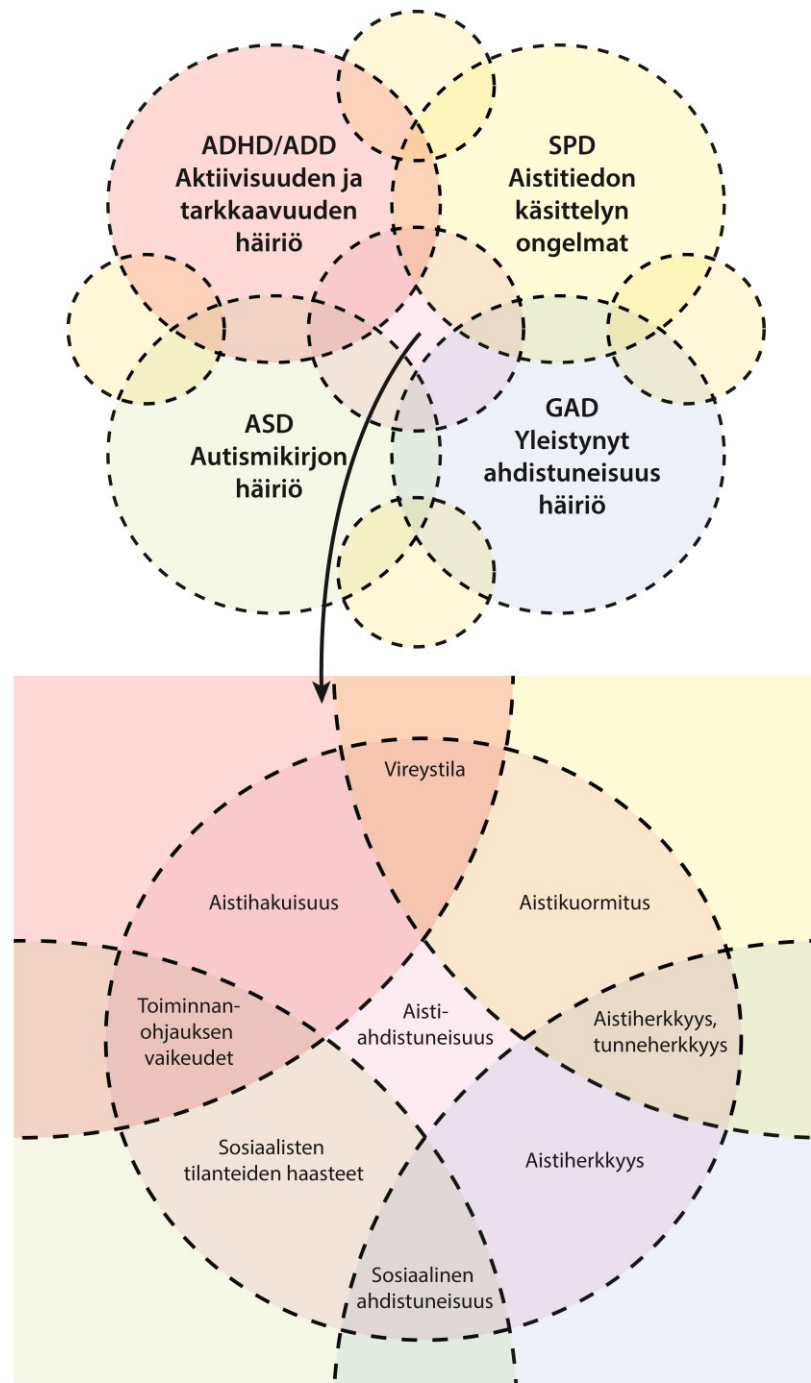 ADHD/ADD
Aktiivisuuden ja
tarkkaavuuden
häiriö
SPD
Aistitiedon
käsittelyn
ongelmat
ASD
Autismikirjon
häiriö
GAD
Yleistynyt
ahdistuneisuus
häiriö
Vireystila
Aistihakuisuus
Aistikuormitus
Toiminnan-
ohjauksen
vaikeudet
Aisti-
ahdistuneisuus
Aistiherkkyys,
tunneherkkyys
Sosiaalisten
tilanteiden haasteet
Aistiherkkyys
Sosiaalinen
ahdistuneisuus